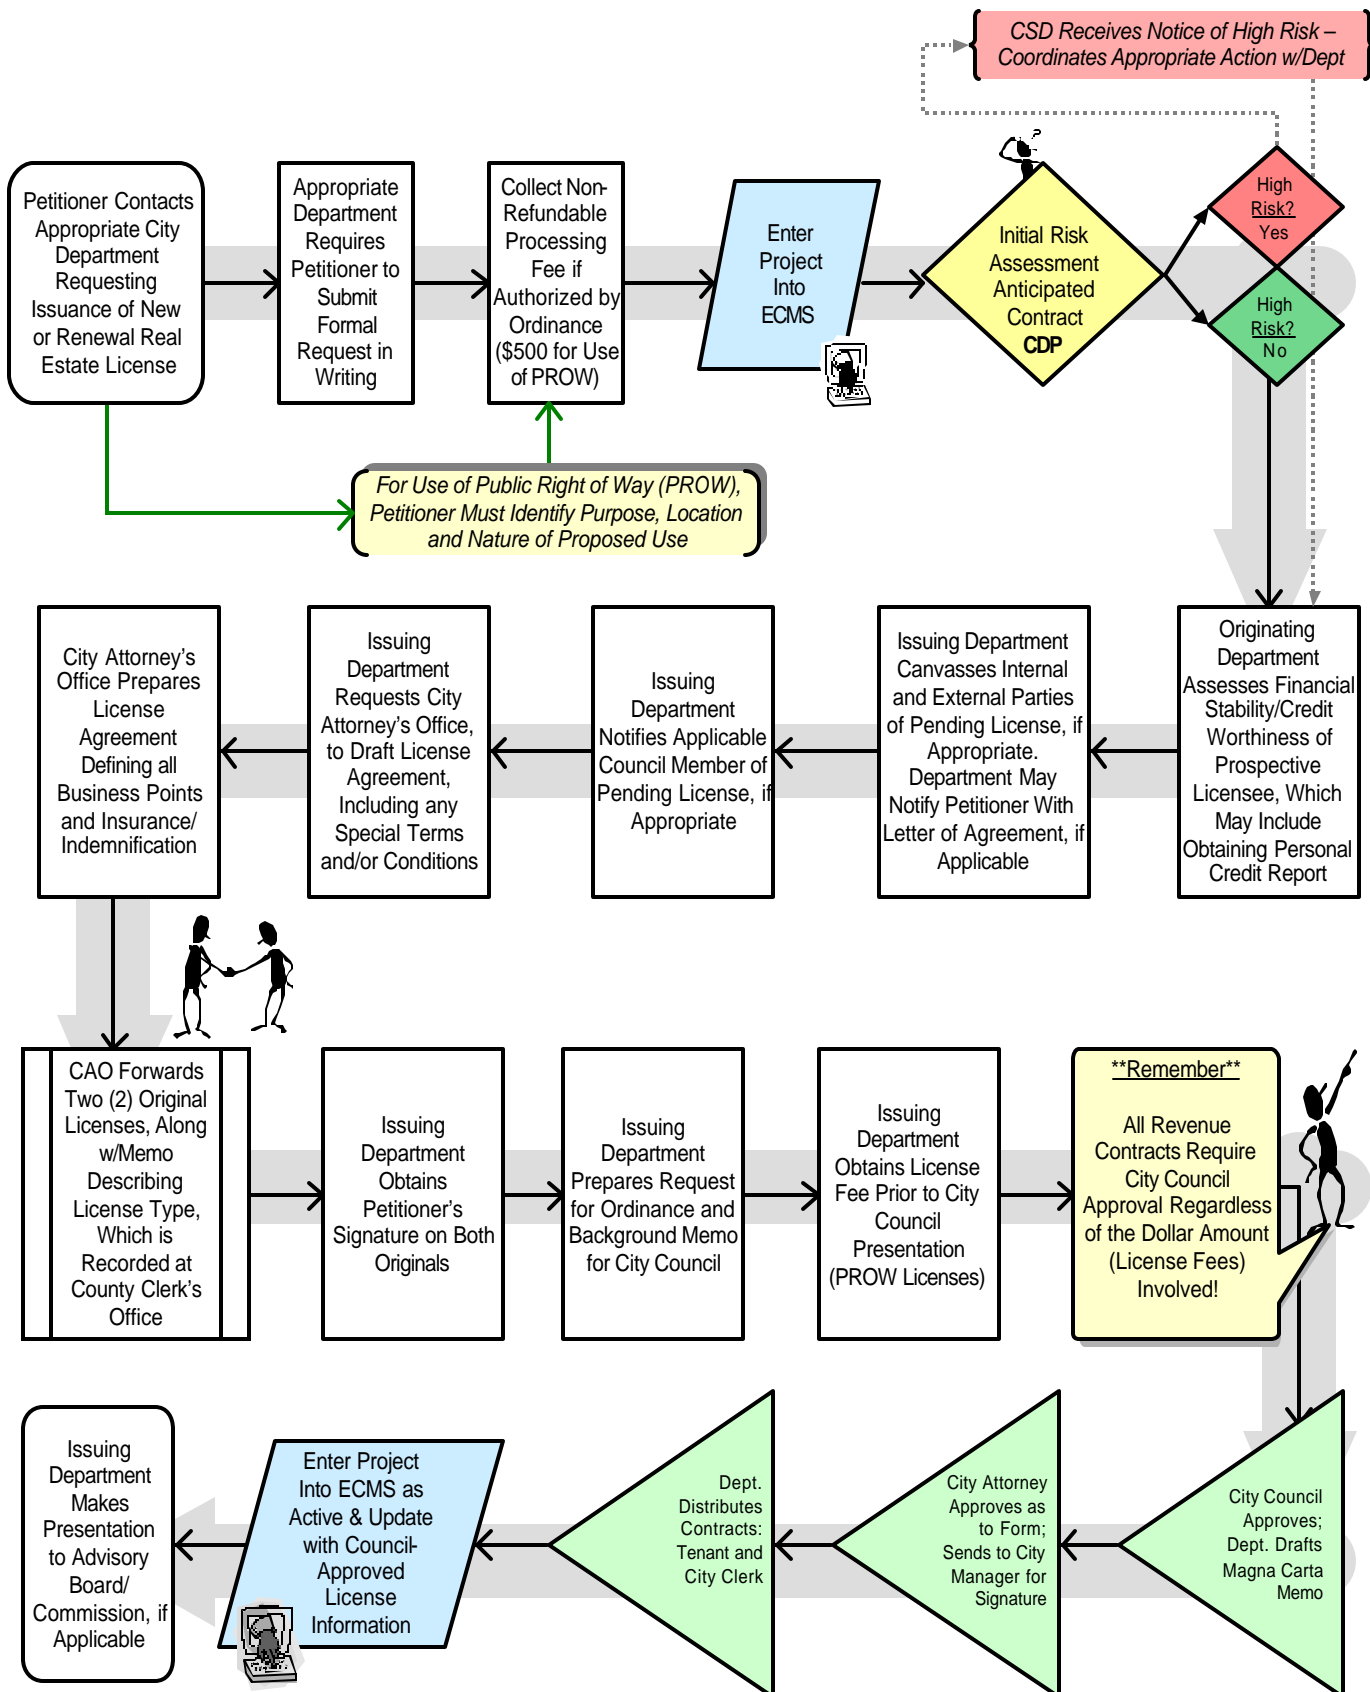 CSD Receives Notice of High Risk –
Coordinates Appropriate Action w/Dept
Petitioner Contacts
Appropriate City
Department
Requesting
Issuance of New
or Renewal Real
Estate License
Appropriate
Department
Requires
Petitioner to
Submit
Formal
Request in
Writing
Collect Non-
Refundable
Processing
Fee if
Authorized by
Ordinance
($500 for Use
of PROW)
Enter
Project
Into
ECMS
?
Initial Risk
Assessment
Anticipated
Contract
CDP
High
Risk?
Yes
High
Risk?
No
For Use of Public Right of Way (PROW),
Petitioner Must Identify Purpose, Location
and Nature of Proposed Use
City Attorney's
Office Prepares
License
Agreement
Defining all
Business Points
and Insurance/
Indemnification
Issuing
Department
Requests City
Attorney's Office,
to Draft License
Agreement,
Including any
Special Terms
and/or Conditions
Issuing
Department
Notifies Applicable
Council Member of
Pending License, if
Appropriate
Issuing Department
Canvasses Internal
and External Parties
of Pending License, if
Appropriate.
Department May
Notify Petitioner With
Letter of Agreement, if
Applicable
Originating
Department
Assesses Financial
Stability/Credit
Worthiness of
Prospective
Licensee, Which
May Include
Obtaining Personal
Credit Report
CAO Forwards
Two (2) Original
Licenses, Along
w/Memo
Describing
License Type,
Which is
Recorded at
County Clerk's
Office
Issuing
Department
Obtains
Petitioner's
Signature on Both
Originals
Issuing
Department
Prepares Request
for Ordinance and
Background Memo
for City Council
Issuing
Department
Obtains License
Fee Prior to City
Council
Presentation
(PROW Licenses)
**Remember**
All Revenue
Contracts Require
City Council
Approval Regardless
of the Dollar Amount
(License Fees)
Involved!
Issuing
Department
Makes
Presentation
to Advisory
Board/
Commission, if
Applicable
Enter Project
Into ECMS as
Active & Update
with Council-
Approved
License
Information
Dept.
Distributes
Contracts:
Tenant and
City Clerk
City Attorney
Approves as
to Form;
Sends to City
Manager for
Signature
City Council
Approves;
Dept. Drafts
Magna Carta
Memo